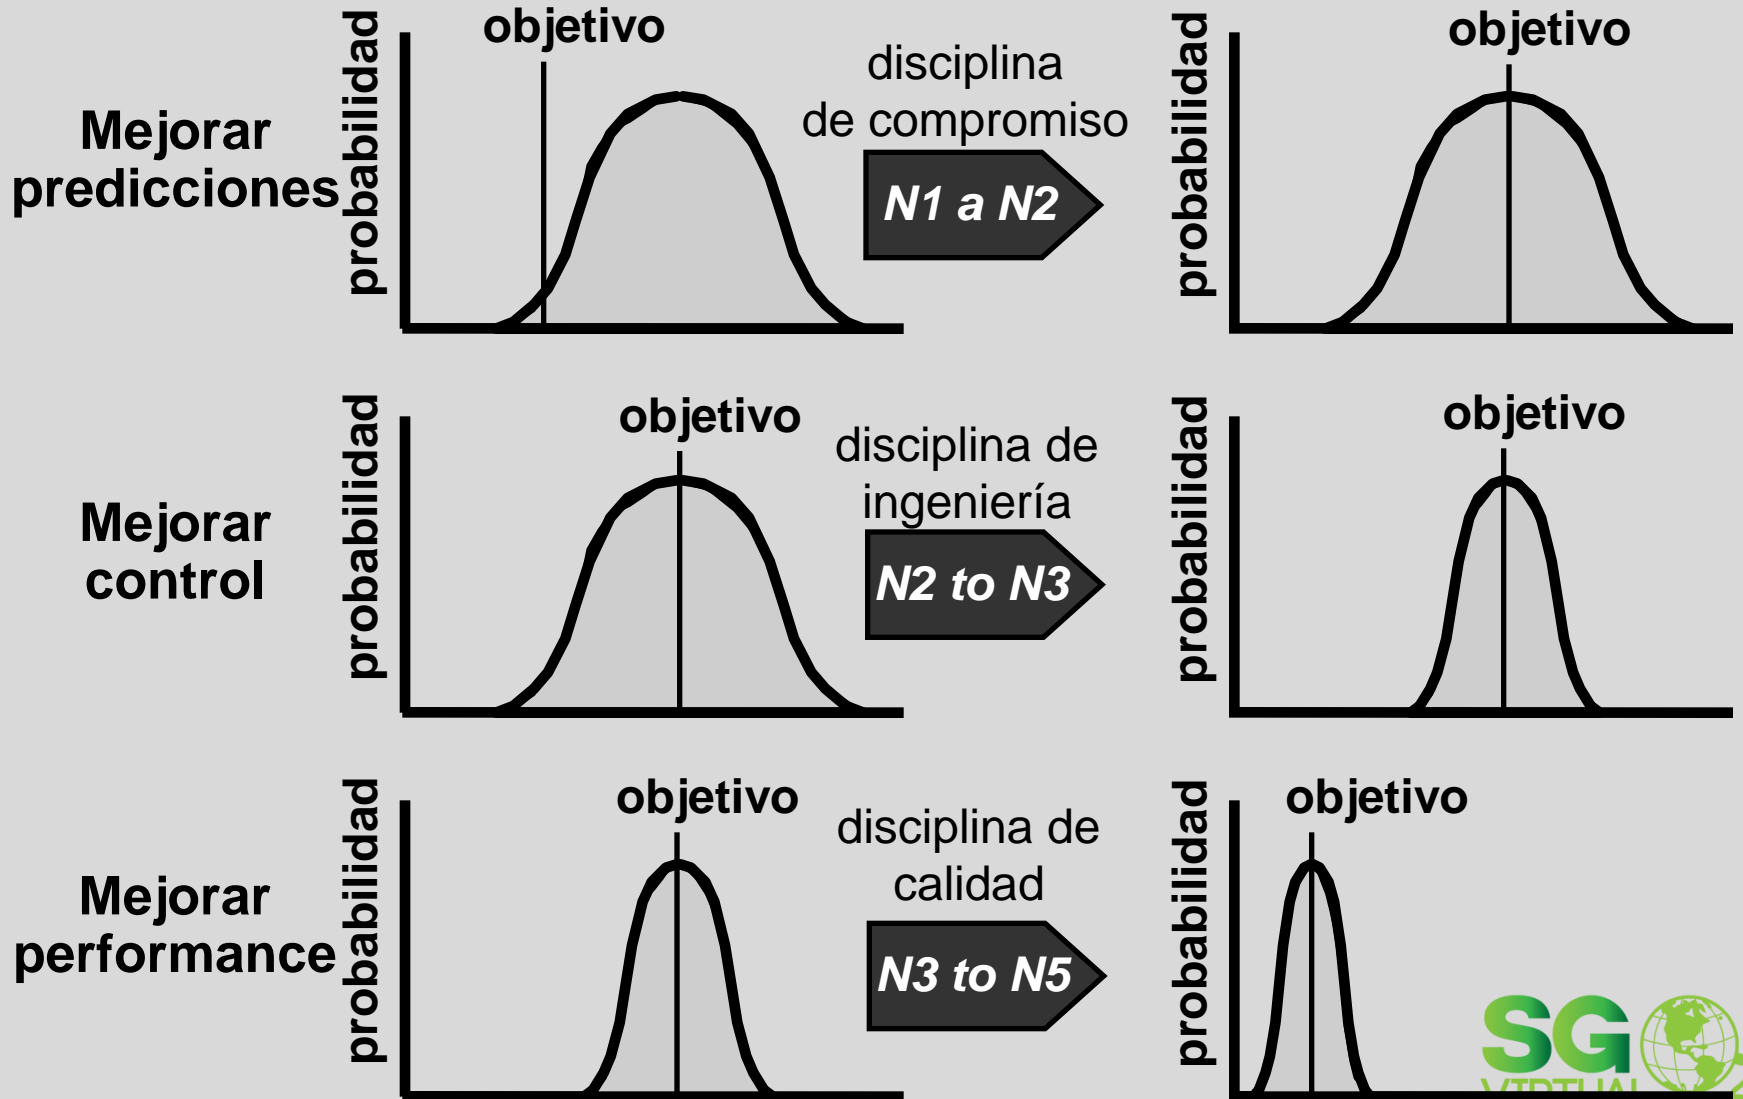 objetivo
probabilidad
Mejorar
predicciones
disciplina
de compromiso
N1 a N2
objetivo
probabilidad
objetivo
probabilidad
Mejorar
control
disciplina de
ingeniería
N2 to N3
objetivo
probabilidad
objetivo
probabilidad
Mejorar
performance
disciplina de
calidad
N3 to N5
objetivo
probabilidad
SG
VIRTUAL